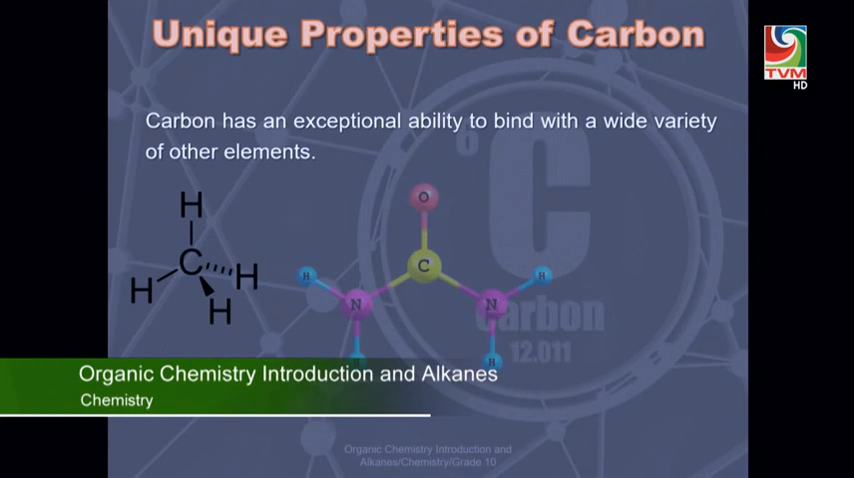 Unique Properties of Carbon
TVM
HD
Carbon has an exceptional ability to bind with a wide variety
of other elements.
6
C
Carbon
12.011
H
C
H
H
H
O
C
H
H
N
N
H
H
Organic Chemistry Introduction and Alkanes
Chemistry
Organic Chemistry Introduction and
Alkanes/Chemistry/Grade 10